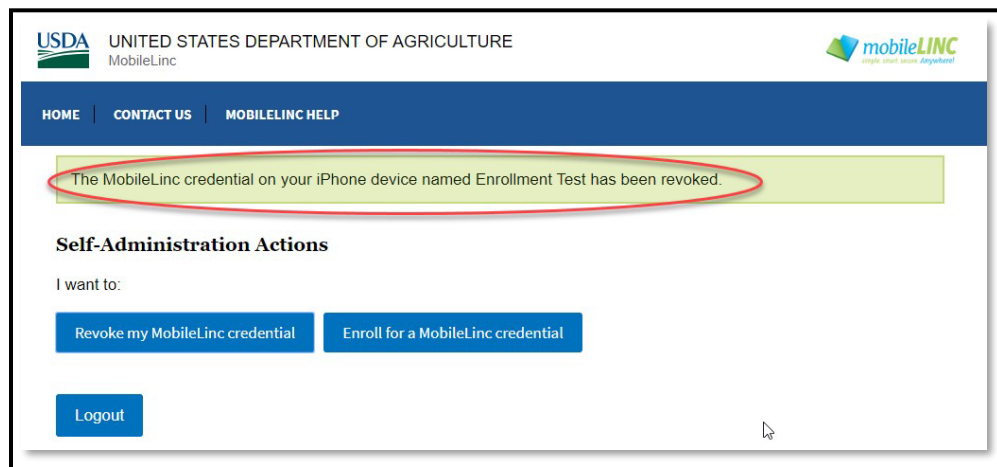 USDA UNITED STATES DEPARTMENT OF AGRICULTURE
MobileLinc
mobileLINC
simple. smart. secure. Anywhere!
HOME CONTACT US MOBILELINC HELP
The MobileLinc credential on your iPhone device named Enrollment Test has been revoked.
Self-Administration Actions
I want to:
Revoke my MobileLinc credential Enroll for a MobileLinc credential
Logout